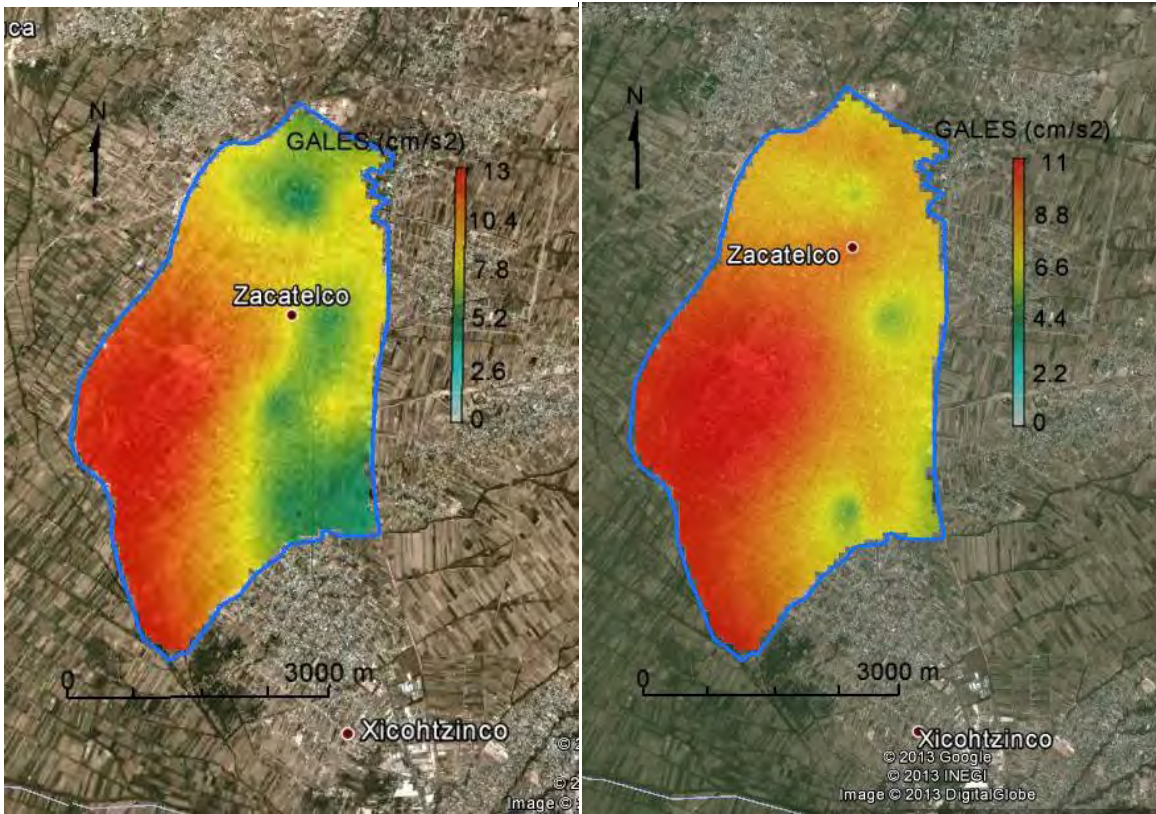 ca
N
GALES (cm/s2)
13
10.4
7.8
5.2
2.6
0
Zacatelco
0
3000 m
Xicohtzinco
©
©
Image ©
N
GALES (cm/s2)
11
8.8
6.6
4.4
2.2
0
Zacatelco
0
3000 m
Xicohtzinco
© 2013 Google
© 2013 INEGI
Image © 2013 DigitalGlobe